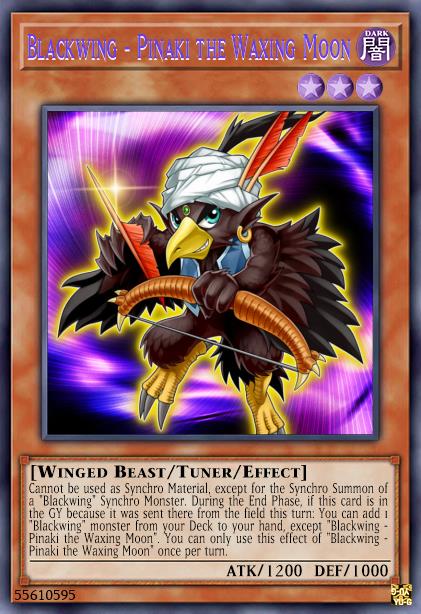 Blackwing - Pinaki the Waxing Moon
DARK
闇
[Winged Beast/Tuner/Effect]
Cannot be used as Synchro Material, except for the Synchro Summon of
a "Blackwing" Synchro Monster. During the End Phase, if this card is in
the GY because it was sent there from the field this turn: You can add 1
"Blackwing" monster from your Deck to your hand, except "Blackwing -
Pinaki the Waxing Moon". You can only use this effect of "Blackwing -
Pinaki the Waxing Moon" once per turn.
ATK/1200 DEF/1000
55610595